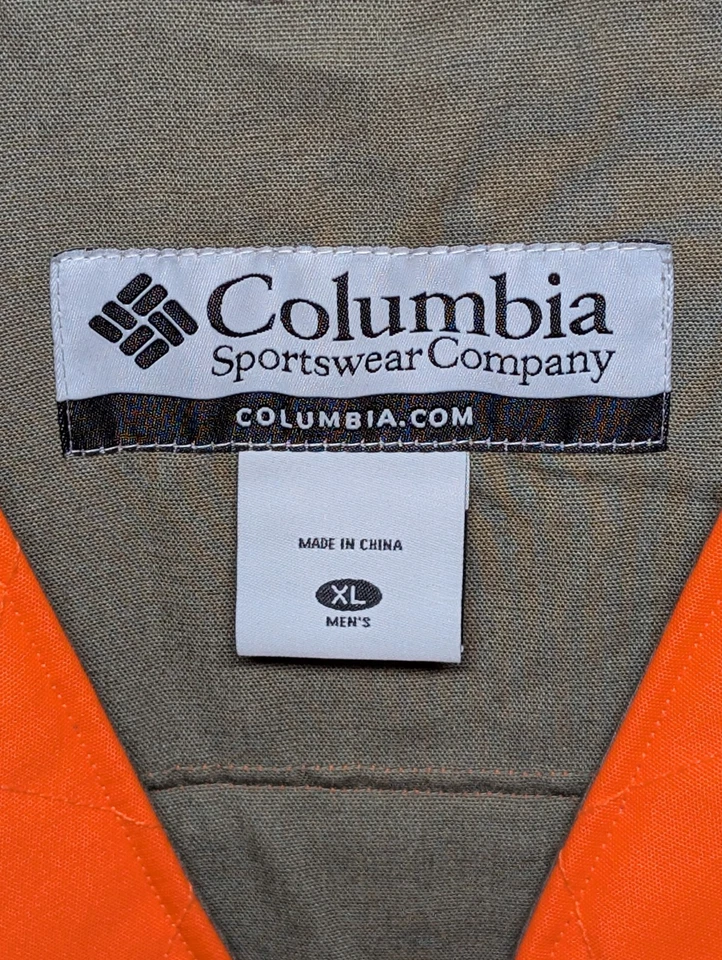 Columbia
Sportswear Company
COLUMBIA.COM
MADE IN CHINA
XL
MEN'S